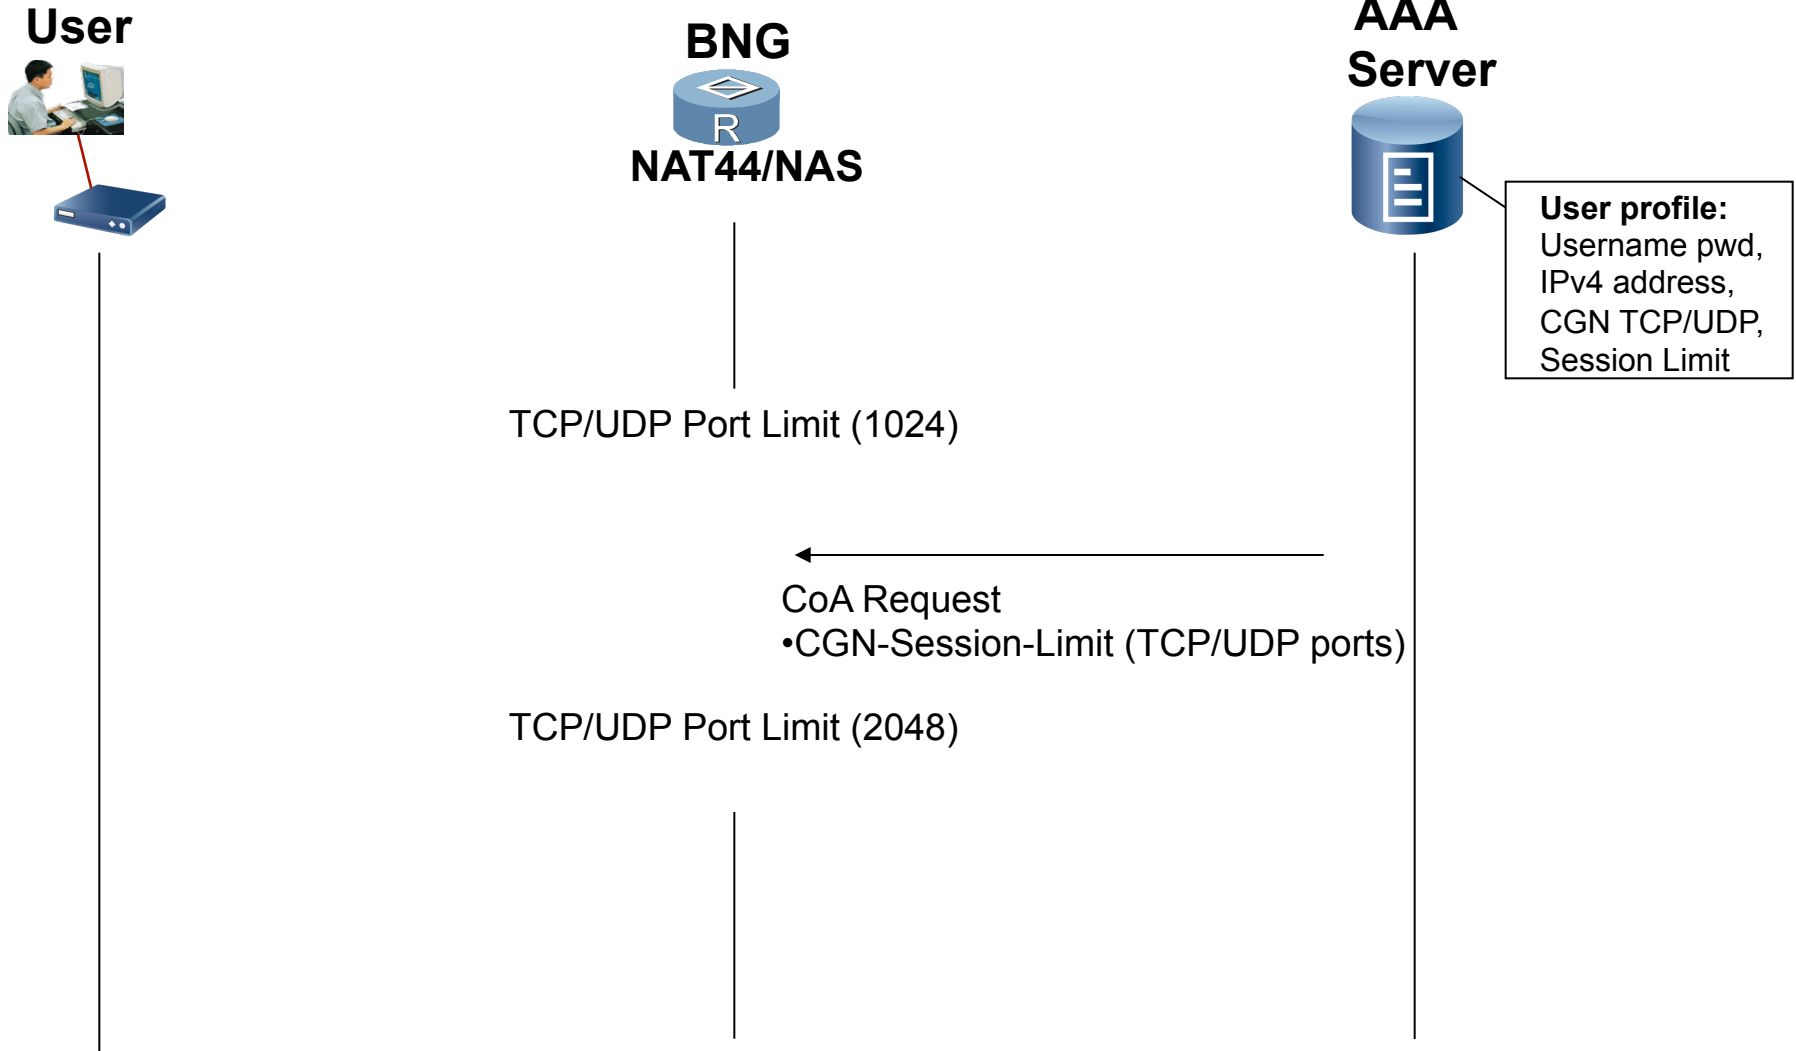 User
BNG
R
NAT44/NAS
AAA
Server
User profile:
Username pwd,
IPv4 address,
CGN TCP/UDP,
Session Limit
TCP/UDP Port Limit (1024)
CoA Request
•CGN-Session-Limit (TCP/UDP ports)
TCP/UDP Port Limit (2048)